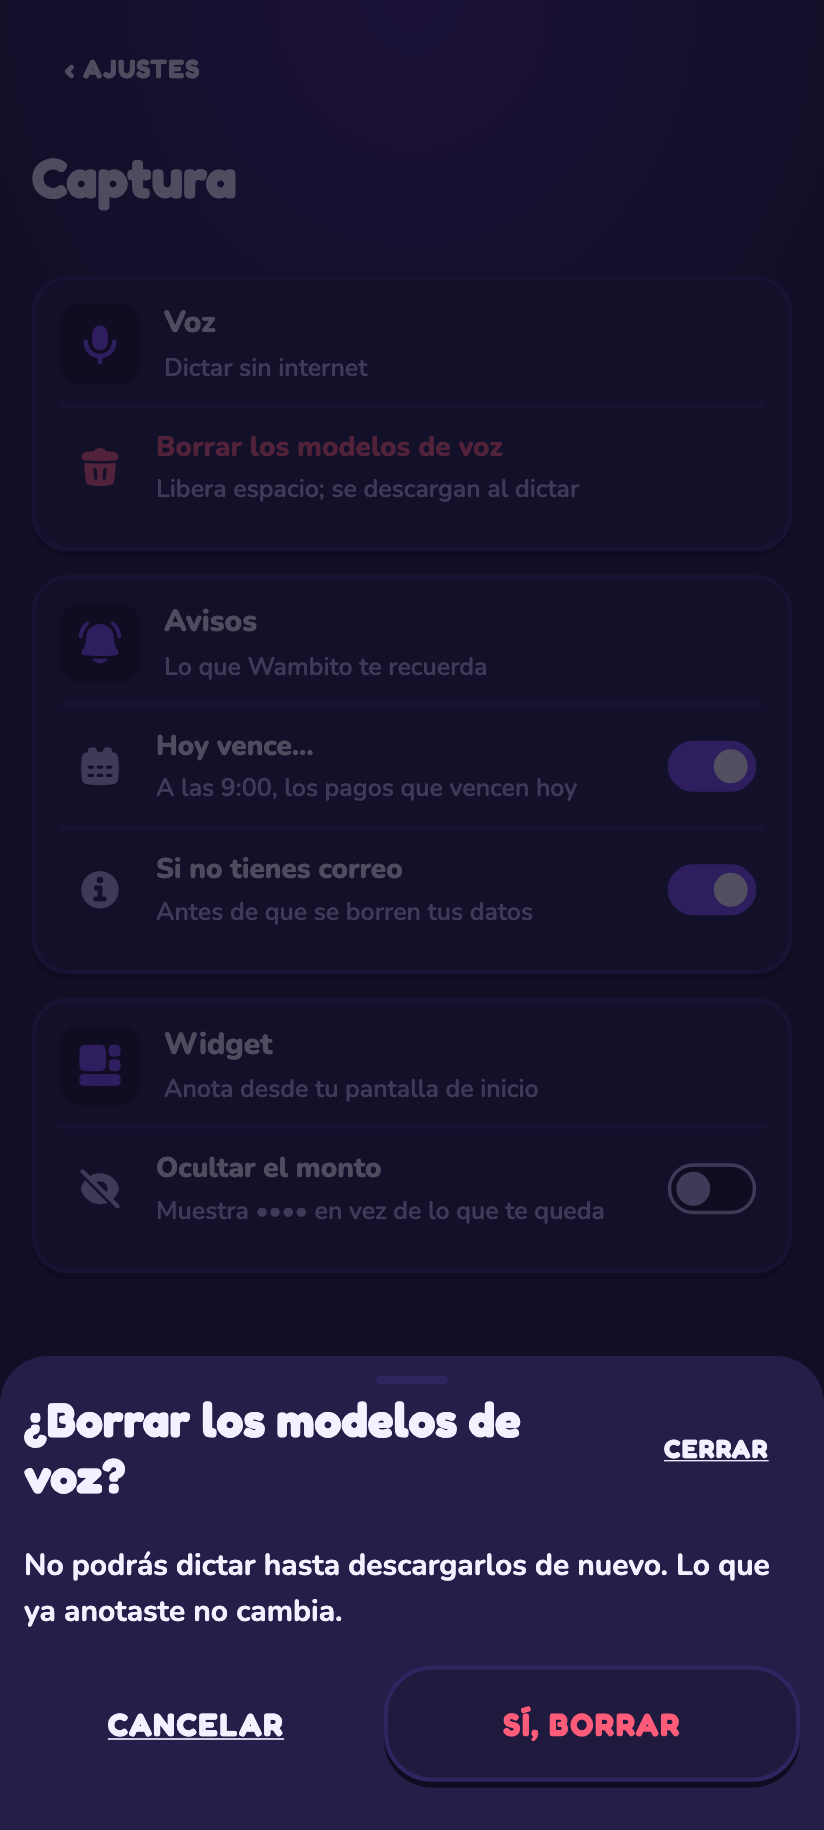 ‹ AJUSTES
Captura
Voz
Dictar sin internet
Borrar los modelos de voz
Libera espacio; se descargan al dictar
Avisos
Lo que Wambito te recuerda
Hoy vence...
A las 9:00, los pagos que vencen hoy
Si no tienes correo
Antes de que se borren tus datos
Widget
Anota desde tu pantalla de inicio
Ocultar el monto
Muestra •••• en vez de lo que te queda
¿Borrar los modelos de
voz?
CERRAR
No podrás dictar hasta descargarlos de nuevo. Lo que
ya anotaste no cambia.
CANCELAR
SÍ, BORRAR